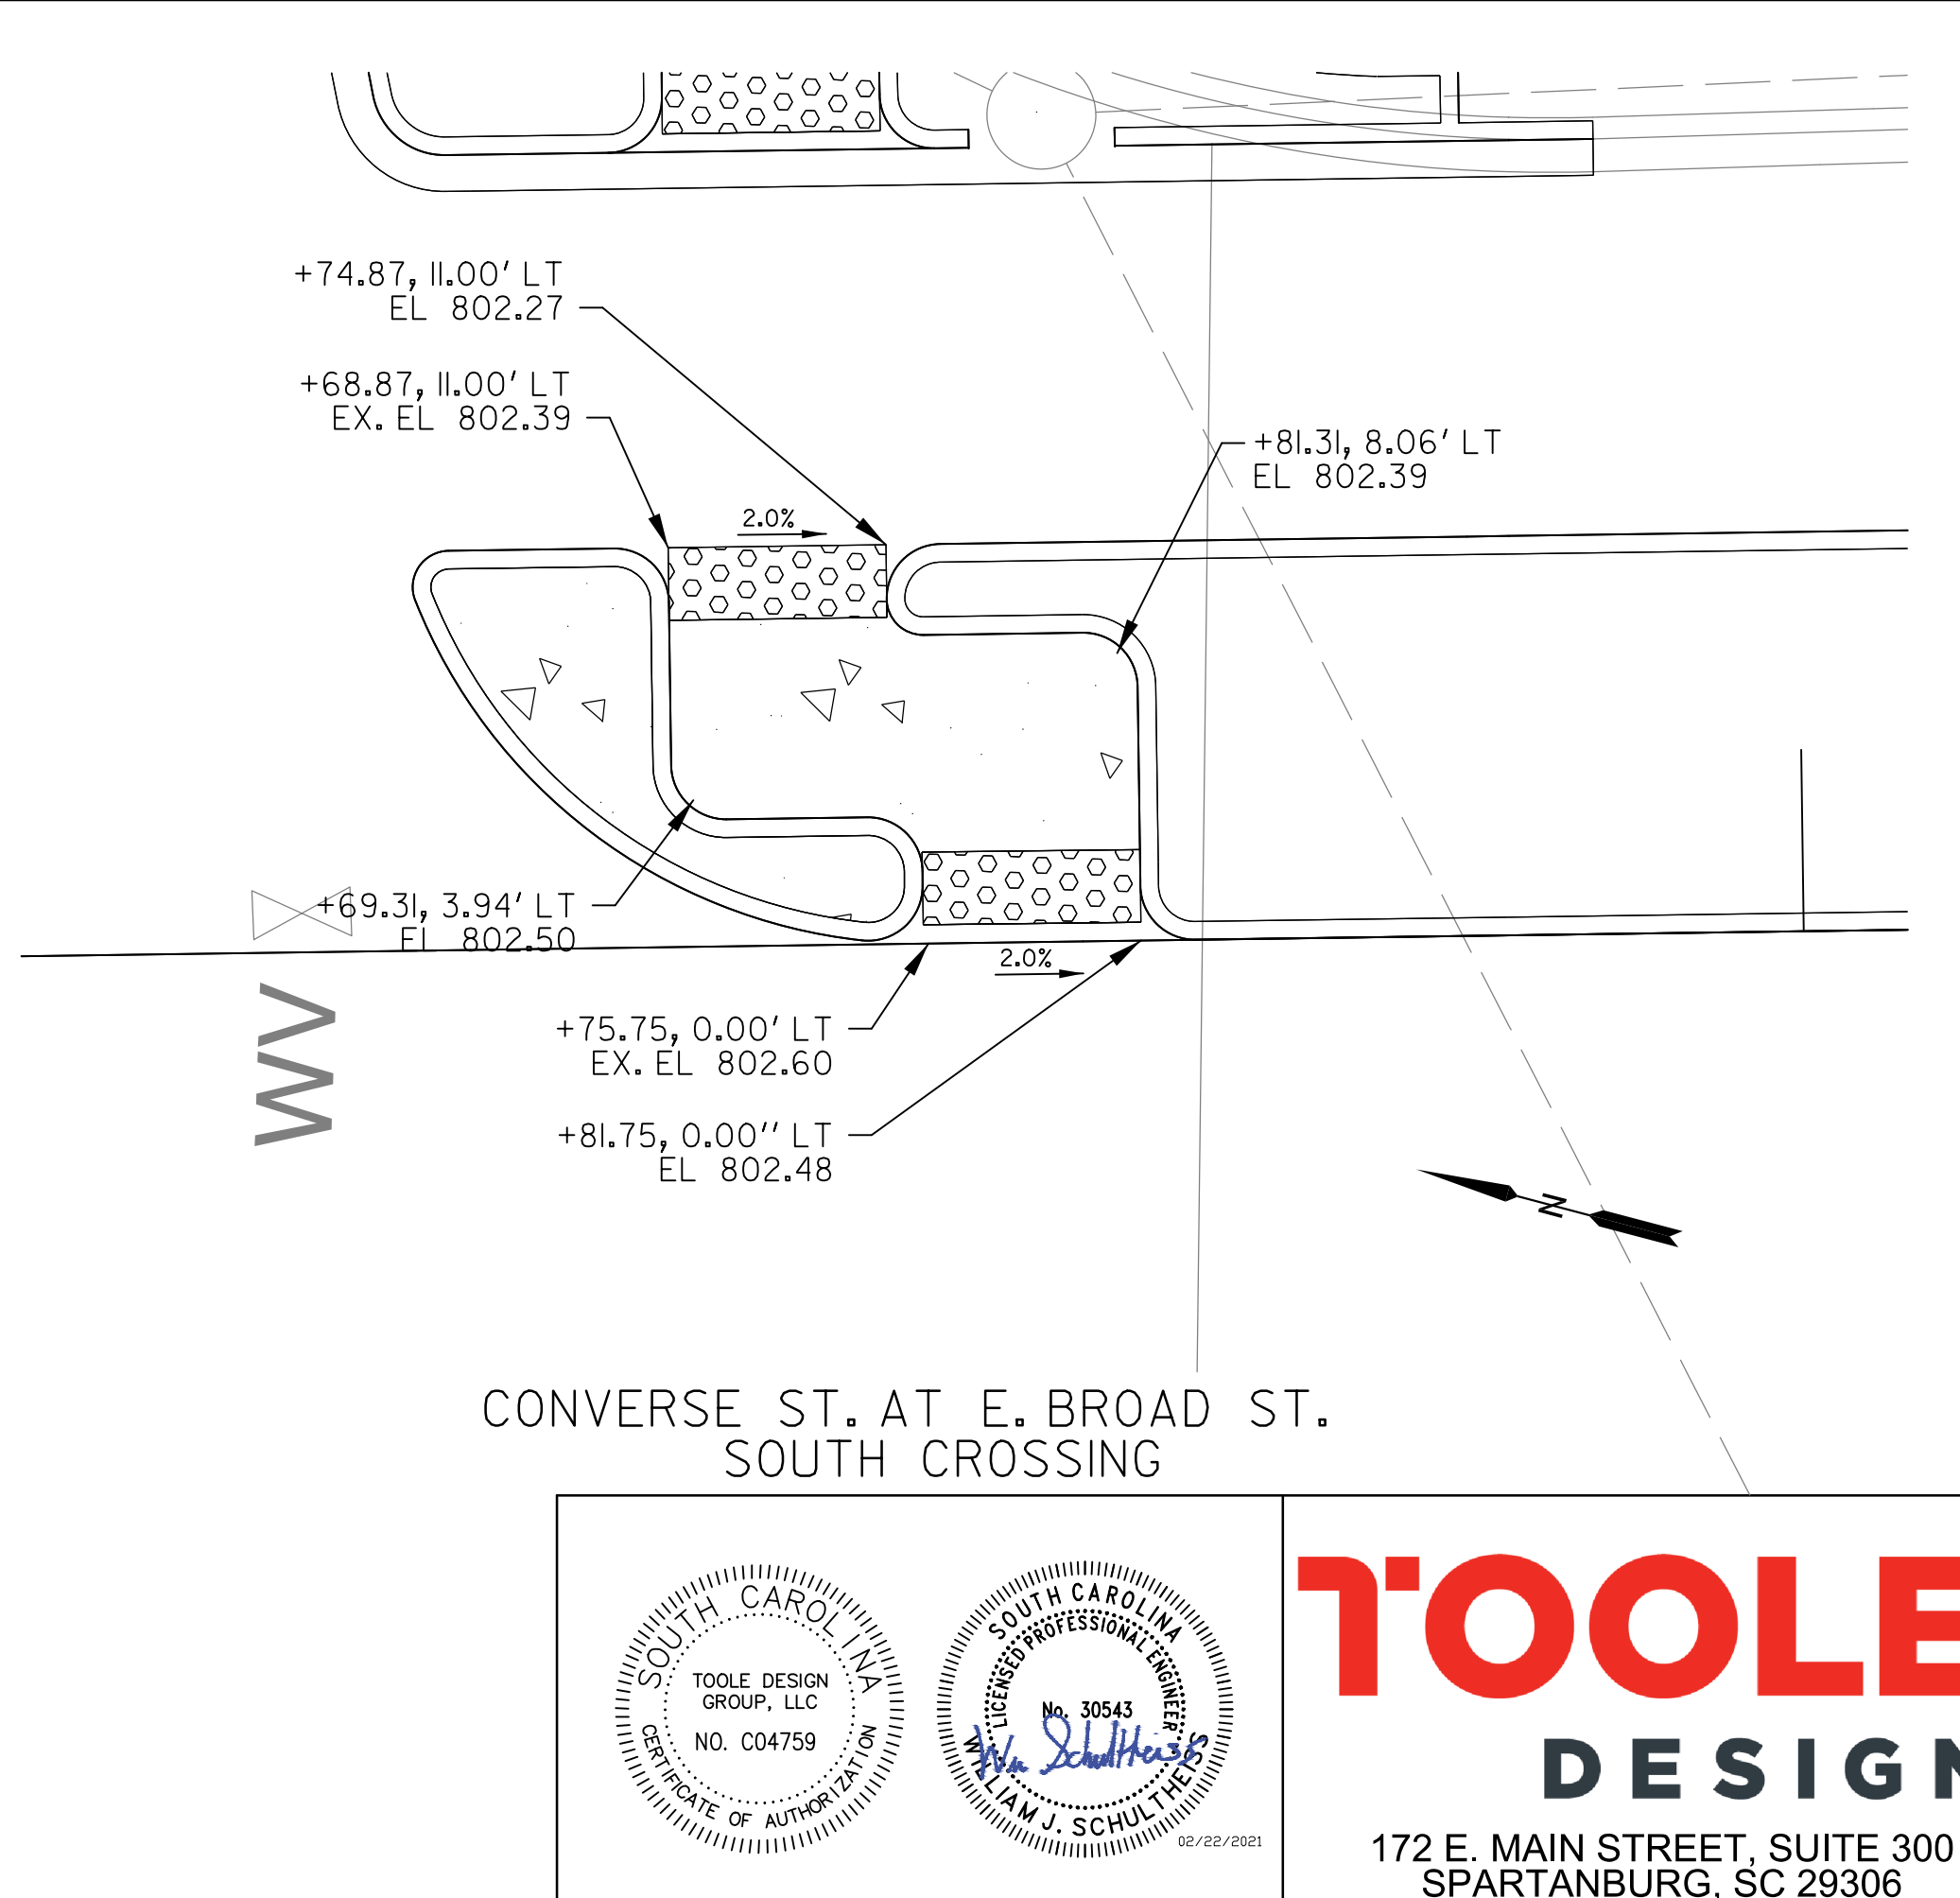 +74.87, 11.00' LT
EL 802.27
+68.87, 11.00' LT
EX. EL 802.39
2.0%
+81.31, 8.06' LT
EL 802.39
+69.31, 3.94' LT
EL 802.50
2.0%
+75.75, 0.00' LT
EX. EL 802.60
+81.75, 0.00'' LT
EL 802.48
WV
N
CONVERSE ST. AT E. BROAD ST.
SOUTH CROSSING
SOUTH CAROLINA
TOOLE DESIGN
GROUP, LLC
NO. C04759
CERTIFICATE OF AUTHORIZATION
SOUTH CAROLINA
LICENSED PROFESSIONAL ENGINEER
No. 30543
Wm Schultheiss
WILLIAM J. SCHULTHEISS
02/22/2021
TOOLE
DESIGN
172 E. MAIN STREET, SUITE 300
SPARTANBURG, SC 29306